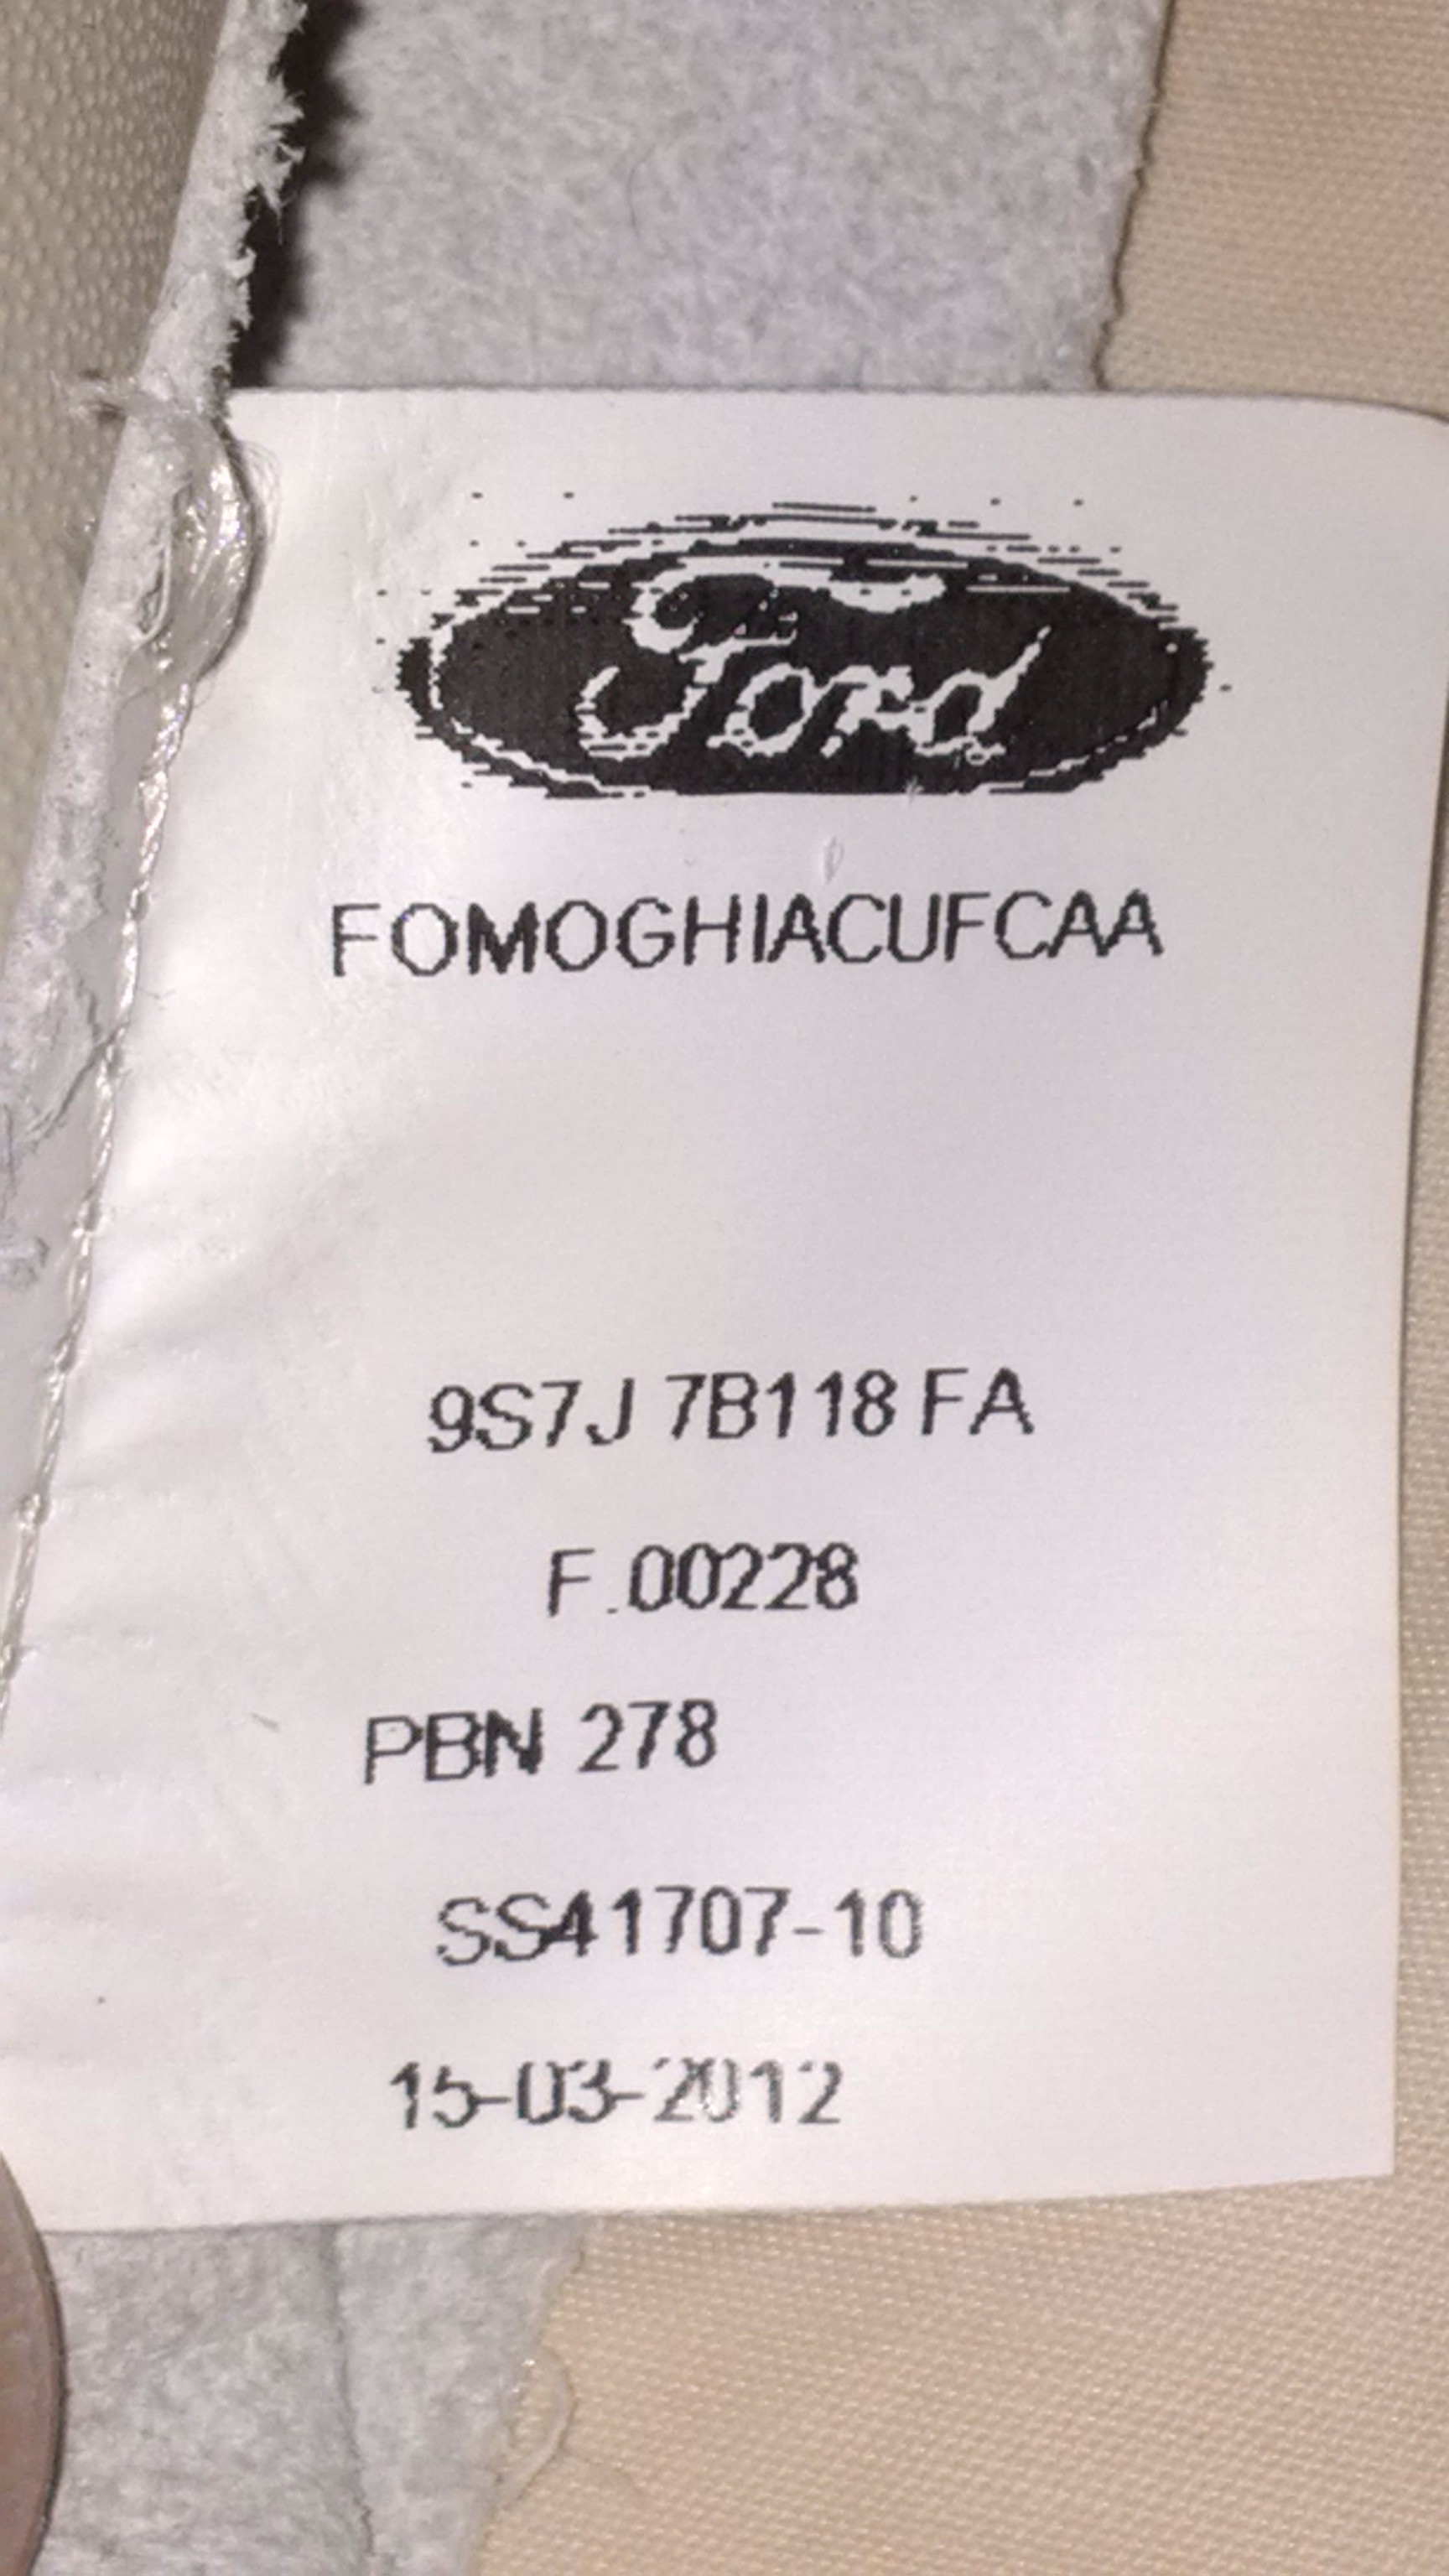 Ford
FOMOGHIACUFCAA
9S7J 7B118 FA
F.00228
PBN 278
SS41707-10
15-03-2012